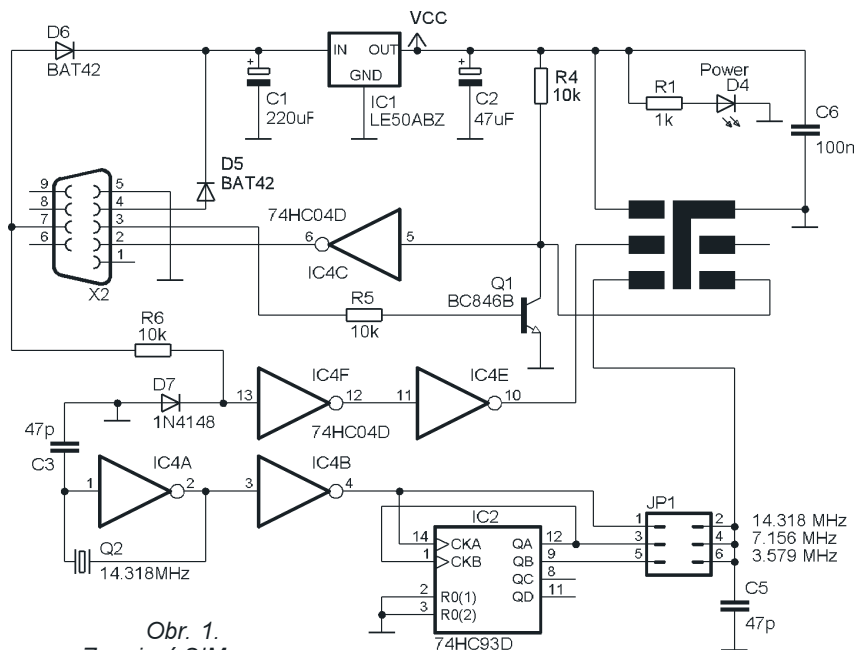 VCC
D6
BAT42
IN OUT
GND
+
C1
220uF
IC1
LE50ABZ
+
C2
47uF
R4
10k
R1
1k
Power
D4
C6
100n
D5
BAT42
9
8
7
6
5
4
3
2
1
X2
74HC04D
6
5
IC4C
Q1
BC846B
R5
10k
R6
10k
D7
1N4148
13
IC4F
12
74HC04D
11
IC4E
10
47p
C3
1
IC4A
2
3
IC4B
4
Q2
14.318MHz
IC2
14 CKA QA 12
1 CKB QB 9
QC 8
2 R0(1) QD 11
3 R0(2)
74HC93D
JP1
1 2 14.318 MHz
3 4 7.156 MHz
5 6 3.579 MHz
C5
47p
Obr. 1.